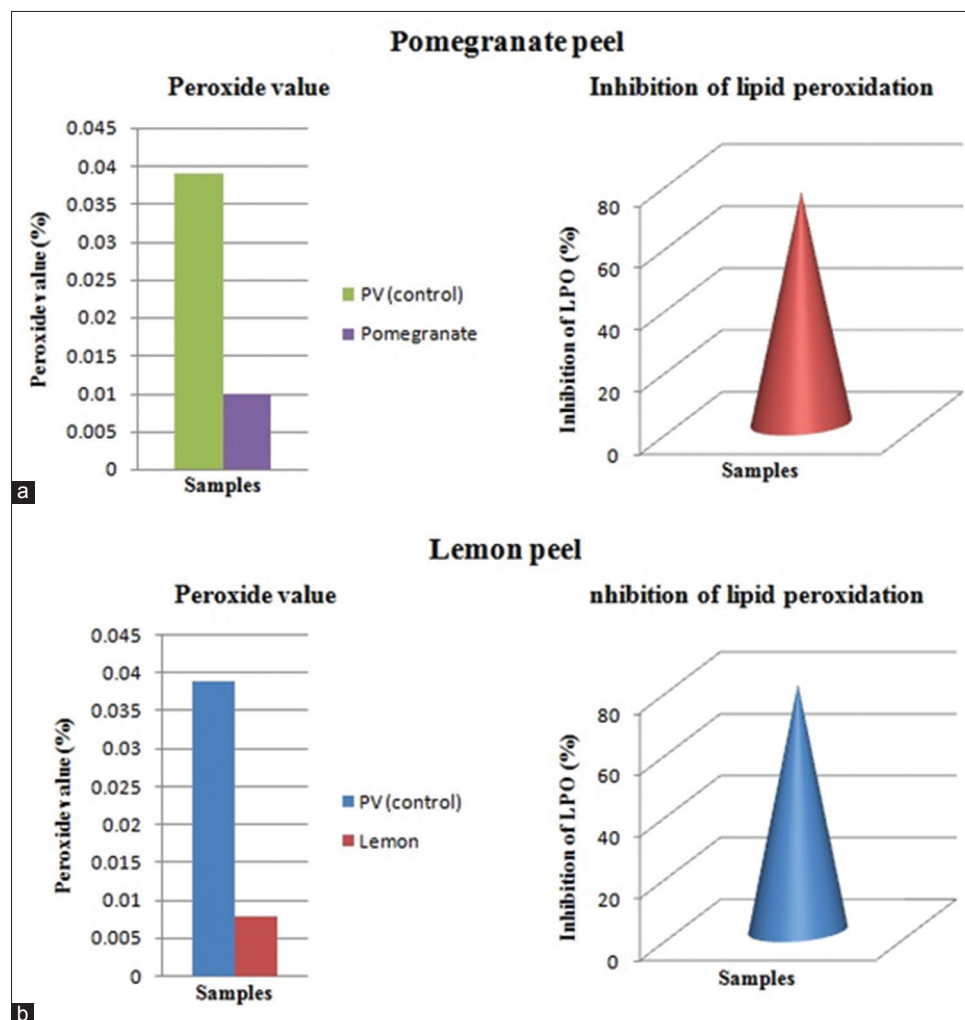 Pomegranate peel
Peroxide value
Peroxide value (%)
0.045
0.04
0.035
0.03
0.025
0.02
0.015
0.01
0.005
0
Samples
PV (control)
Pomegranate
Inhibition of lipid peroxidation
Inhibition of LPO (%)
80
60
40
20
0
Samples
a
Lemon peel
Peroxide value
Peroxide value (%)
0.045
0.04
0.035
0.03
0.025
0.02
0.015
0.01
0.005
0
Samples
PV (control)
Lemon
nhibition of lipid peroxidation
Inhibition of LPO (%)
80
60
40
20
0
Samples
b